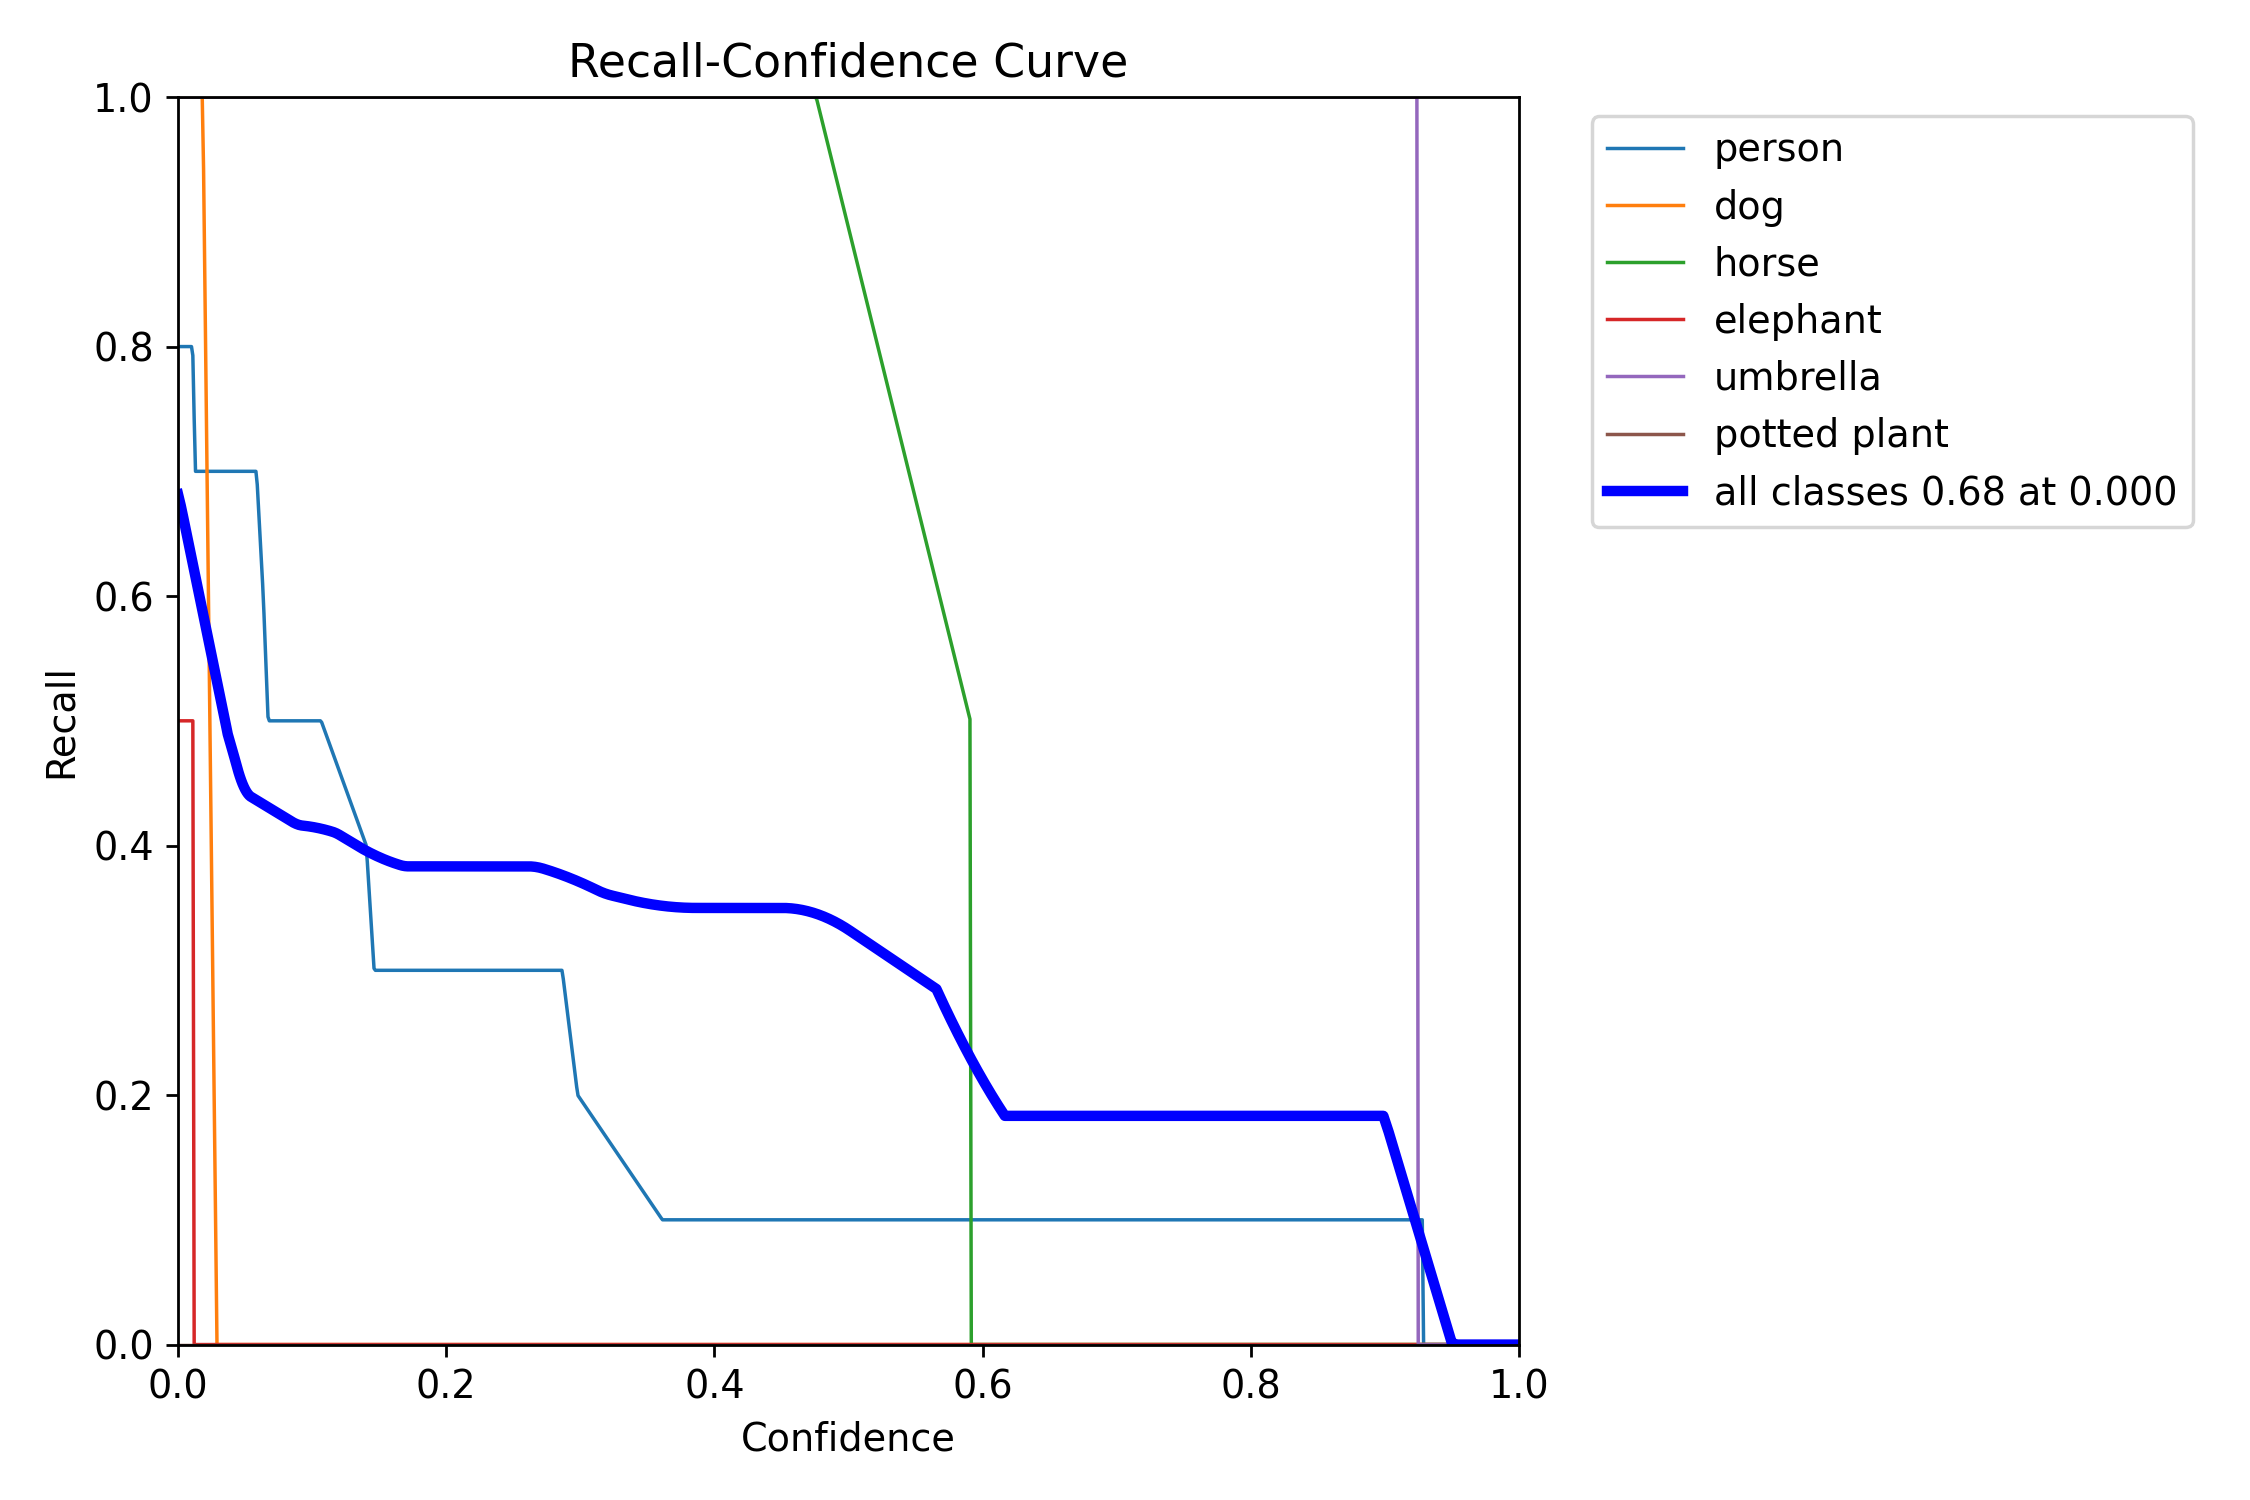 Recall-Confidence Curve
1.0
0.8
0.6
0.4
0.2
0.0
Recall
0.0 0.2 0.4 0.6 0.8 1.0
Confidence
person
dog
horse
elephant
umbrella
potted plant
all classes 0.68 at 0.000